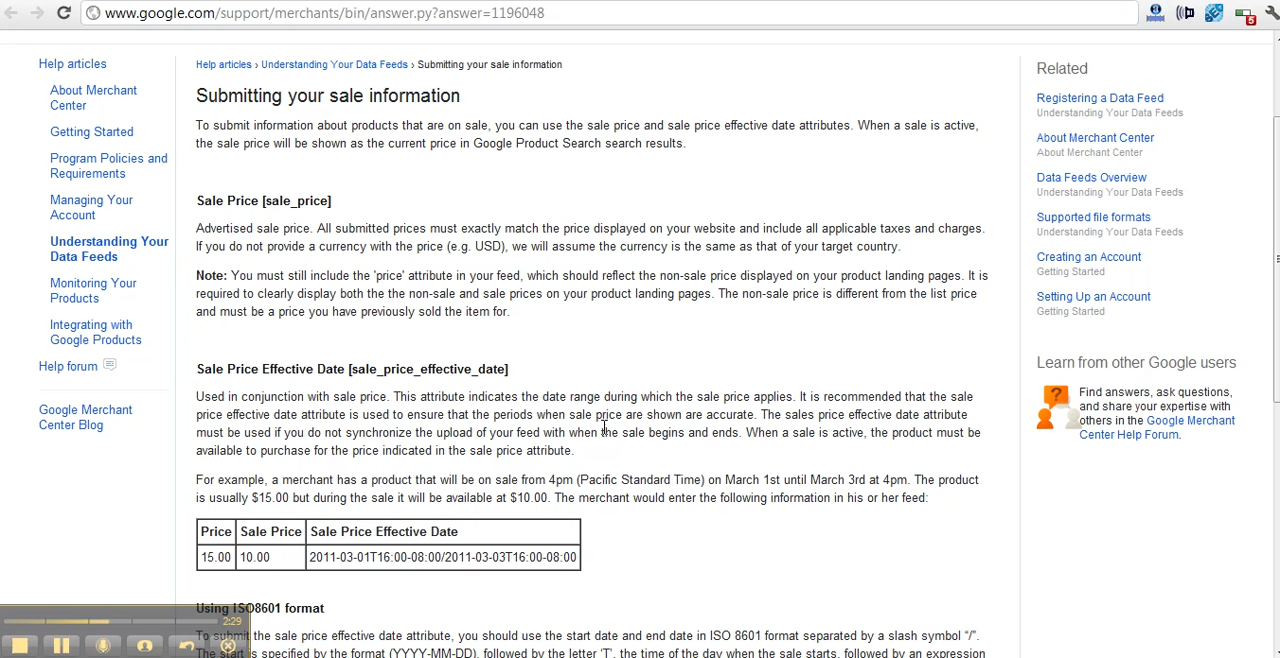 www.google.com/support/merchants/bin/answer.py?answer=1196048
5
Help articles
About Merchant
Center
Getting Started
Program Policies and
Requirements
Managing Your
Account
Understanding Your
Data Feeds
Monitoring Your
Products
Integrating with
Google Products
Help forum
Google Merchant
Center Blog
Help articles › Understanding Your Data Feeds › Submitting your sale information
Submitting your sale information
To submit information about products that are on sale, you can use the sale price and sale price effective date attributes. When a sale is active,
the sale price will be shown as the current price in Google Product Search search results.
Sale Price [sale_price]
Advertised sale price. All submitted prices must exactly match the price displayed on your website and include all applicable taxes and charges.
If you do not provide a currency with the price (e.g. USD), we will assume the currency is the same as that of your target country.
Note: You must still include the 'price' attribute in your feed, which should reflect the non-sale price displayed on your product landing pages. It is
required to clearly display both the the non-sale and sale prices on your product landing pages. The non-sale price is different from the list price
and must be a price you have previously sold the item for.
Sale Price Effective Date [sale_price_effective_date]
Used in conjunction with sale price. This attribute indicates the date range during which the sale price applies. It is recommended that the sale
price effective date attribute is used to ensure that the periods when sale price are shown are accurate. The sales price effective date attribute
must be used if you do not synchronize the upload of your feed with when the sale begins and ends. When a sale is active, the product must be
available to purchase for the price indicated in the sale price attribute.
For example, a merchant has a product that will be on sale from 4pm (Pacific Standard Time) on March 1st until March 3rd at 4pm. The product
is usually $15.00 but during the sale it will be available at $10.00. The merchant would enter the following information in his or her feed:
Price Sale Price Sale Price Effective Date
15.00 10.00 2011-03-01T16:00-08:00/2011-03-03T16:00-08:00
Using ISO8601 format
To submit the sale price effective date attribute, you should use the start date and end date in ISO 8601 format separated by a slash symbol “/”.
The start is specified by the format (YYYY-MM-DD), followed by the letter ‘T’, the time of the day when the sale starts, followed by an expression
Related
Registering a Data Feed
Understanding Your Data Feeds
About Merchant Center
About Merchant Center
Data Feeds Overview
Understanding Your Data Feeds
Supported file formats
Understanding Your Data Feeds
Creating an Account
Getting Started
Setting Up an Account
Getting Started
Learn from other Google users
Find answers, ask questions,
and share your expertise with
others in the Google Merchant
Center Help Forum.
2:29